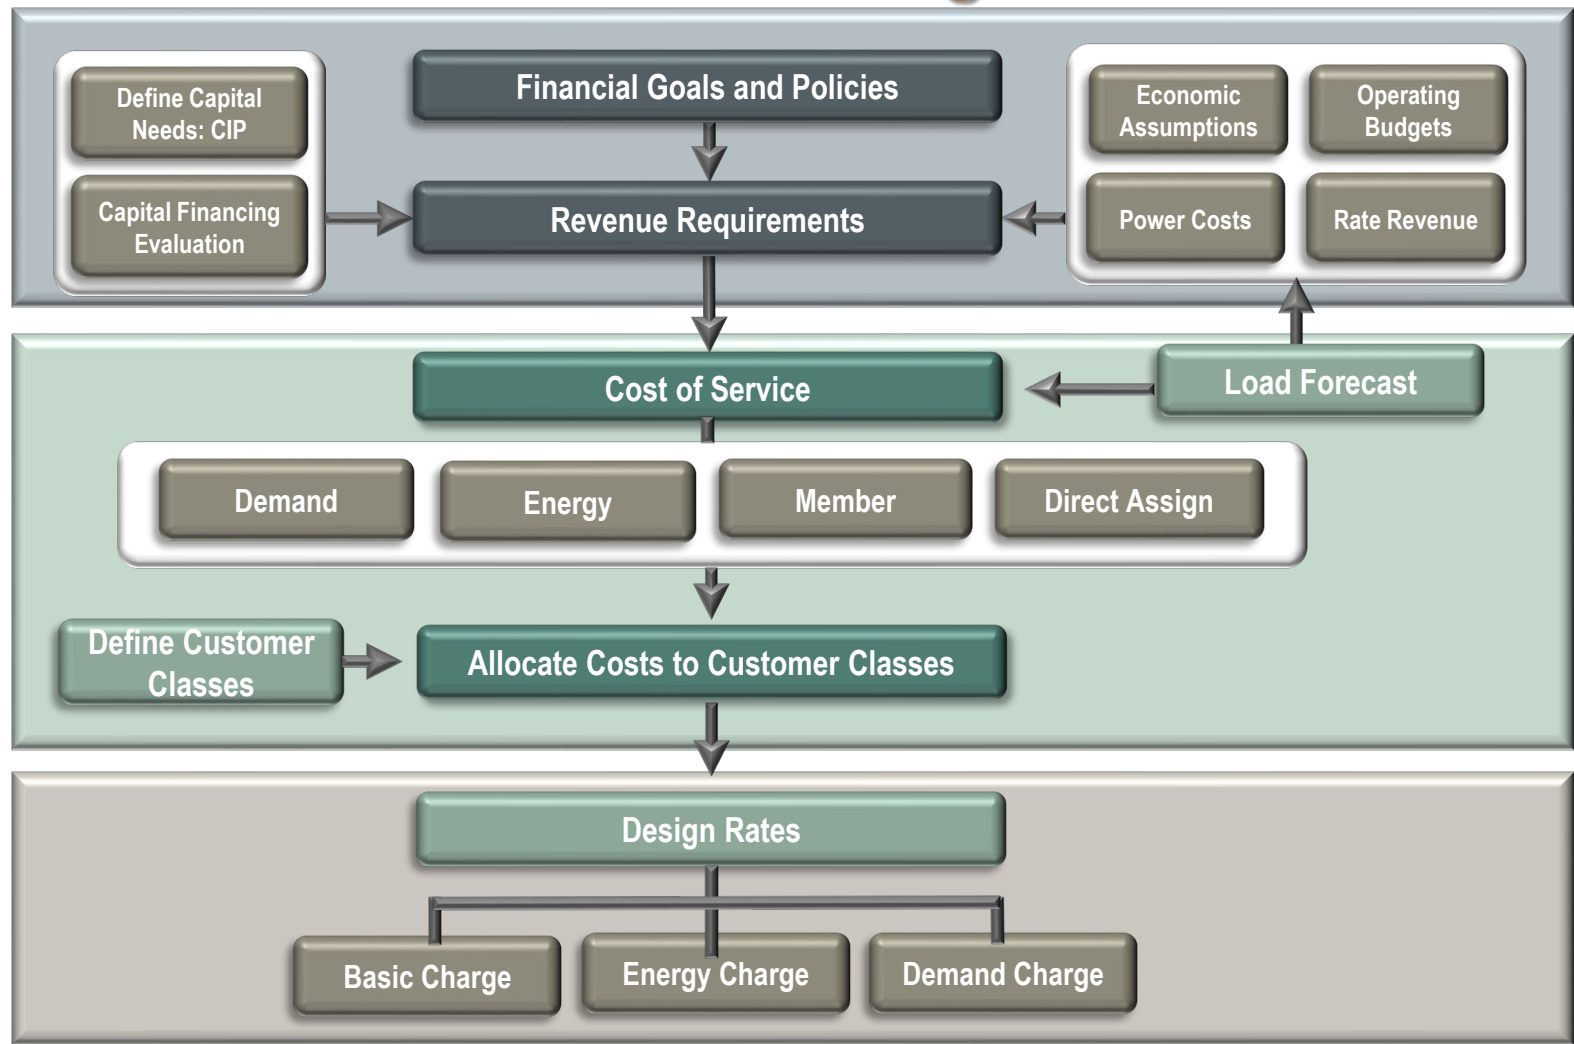 Financial Goals and Policies
Define Capital
Needs: CIP
Capital Financing
Evaluation
Revenue Requirements
Economic
Assumptions
Operating
Budgets
Power Costs
Rate Revenue
Cost of Service
Load Forecast
Demand
Energy
Member
Direct Assign
Define Customer
Classes
Allocate Costs to Customer Classes
Design Rates
Basic Charge
Energy Charge
Demand Charge